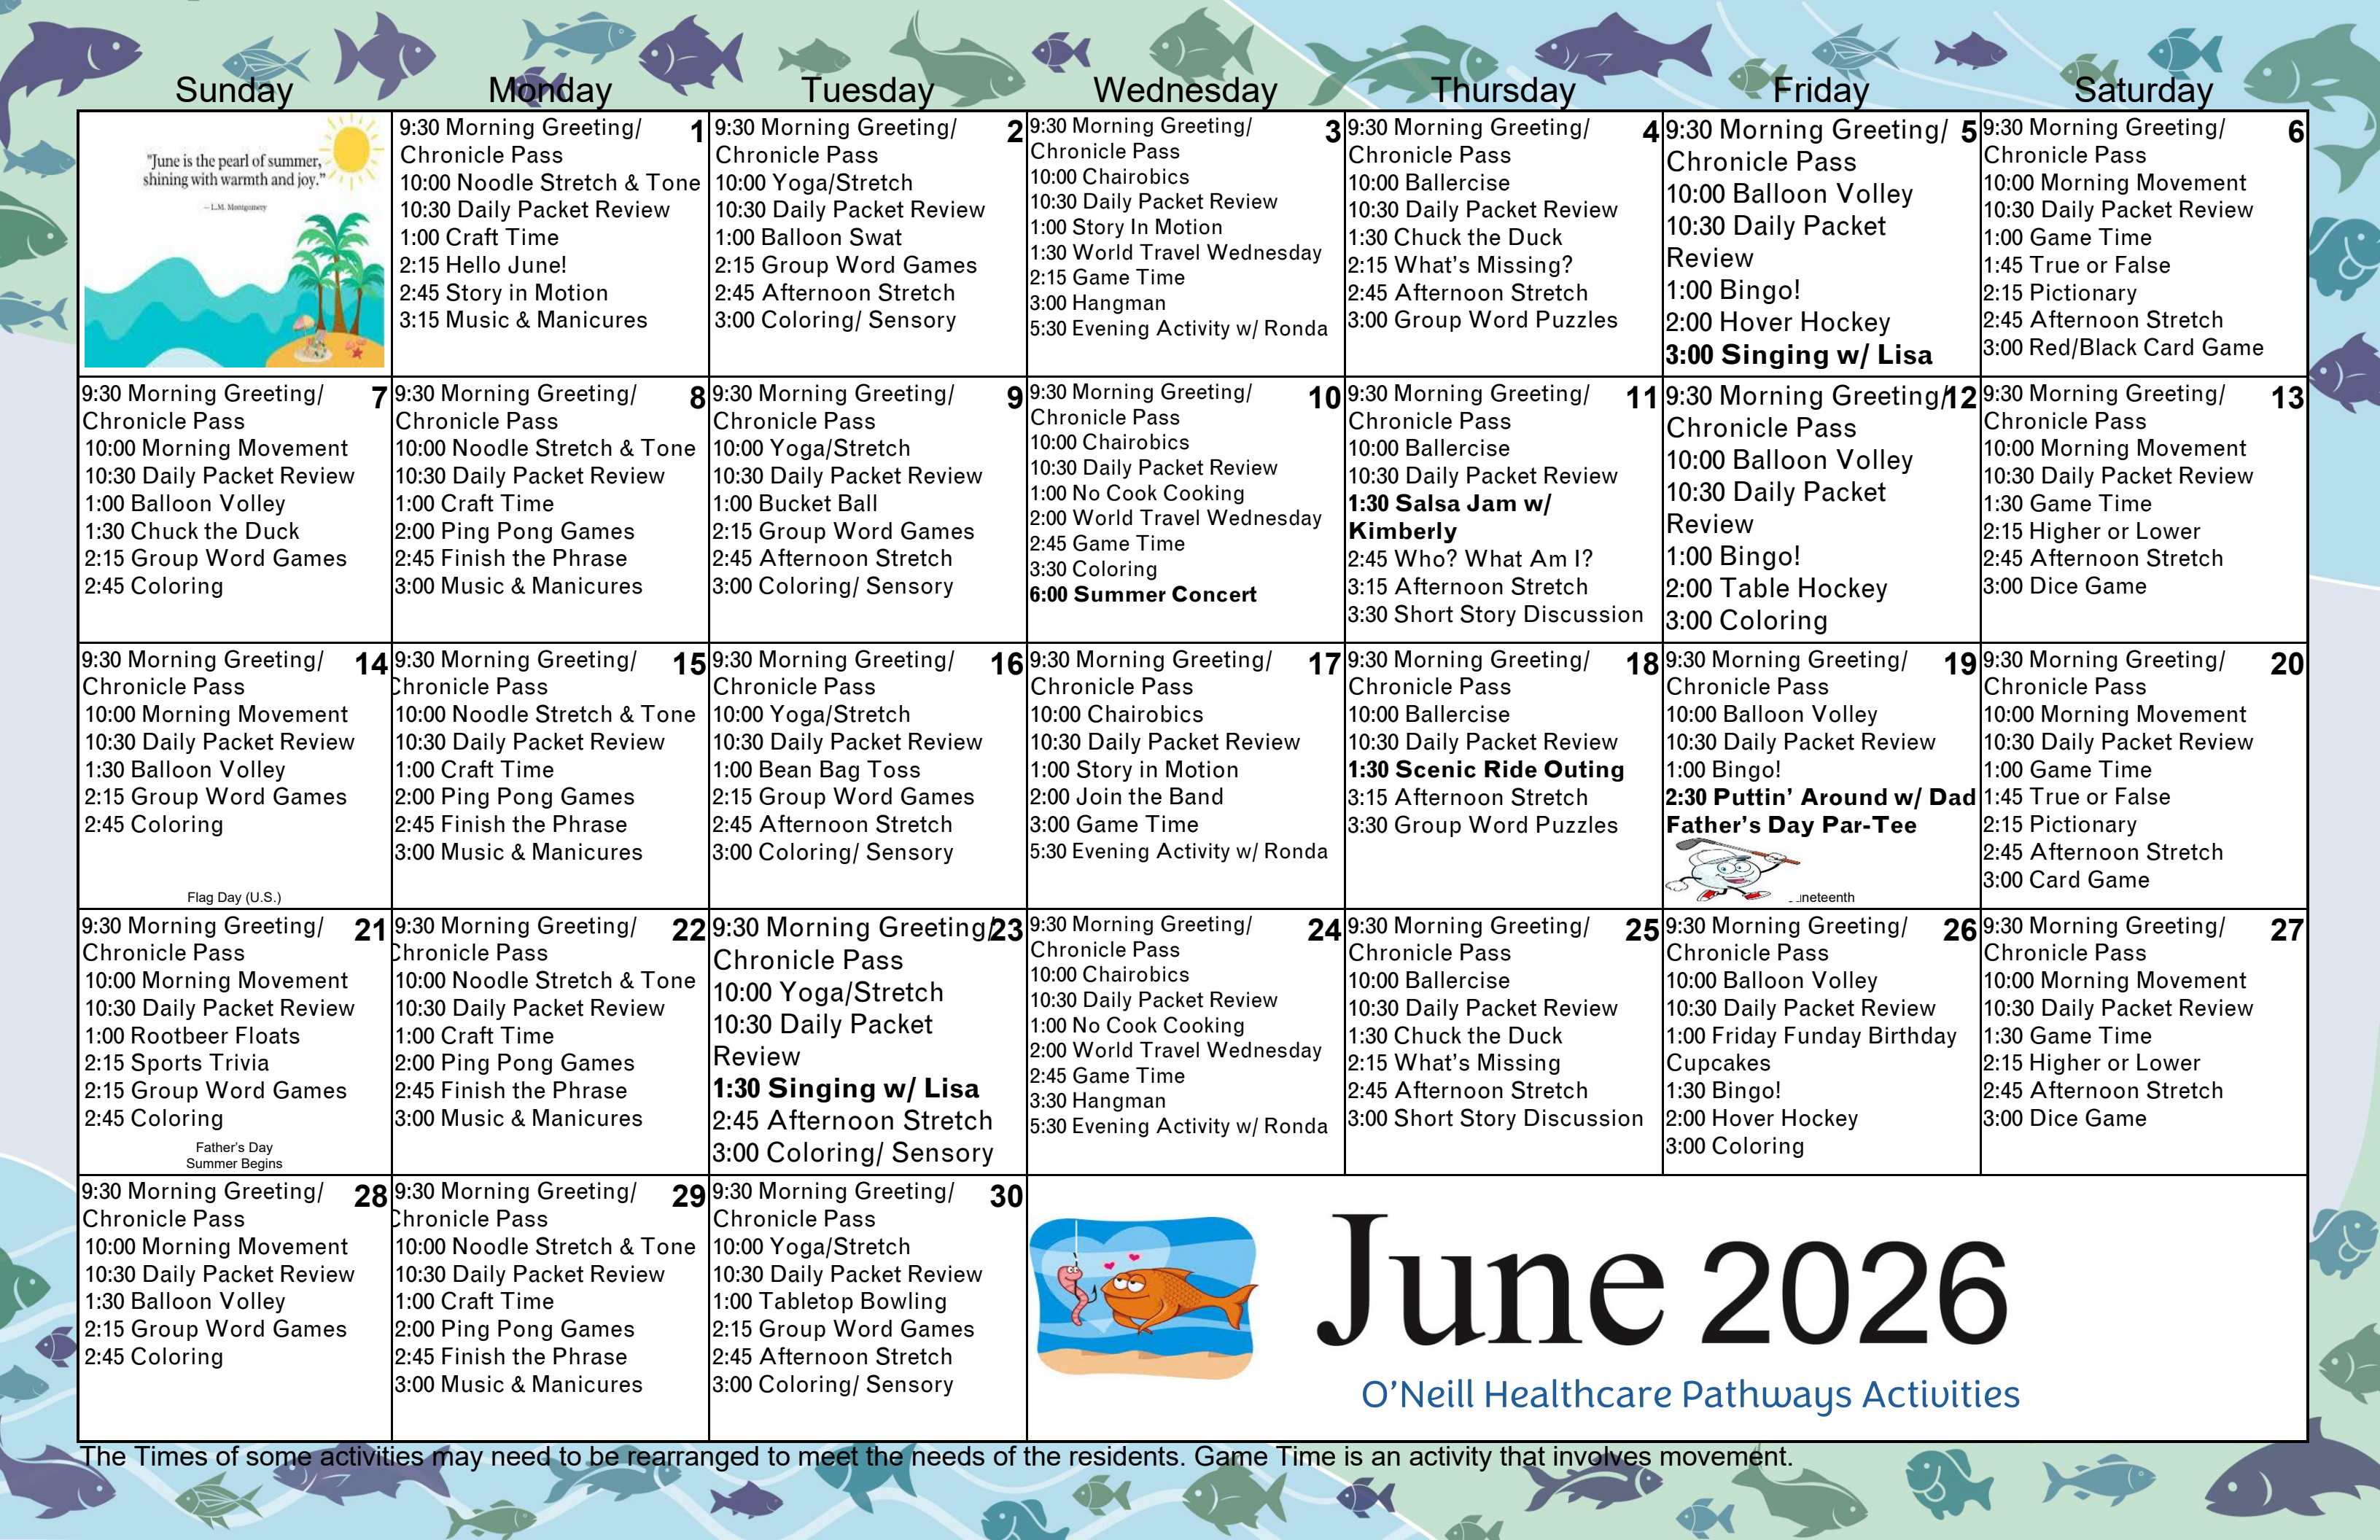 Sunday Monday Tuesday Wednesday Thursday Friday Saturday
"June is the pearl of summer,
shining with warmth and joy."
– L.M. Montgomery
1
9:30 Morning Greeting/
Chronicle Pass
10:00 Noodle Stretch & Tone
10:30 Daily Packet Review
1:00 Craft Time
2:15 Hello June!
2:45 Story in Motion
3:15 Music & Manicures
2
9:30 Morning Greeting/
Chronicle Pass
10:00 Yoga/Stretch
10:30 Daily Packet Review
1:00 Balloon Swat
2:15 Group Word Games
2:45 Afternoon Stretch
3:00 Coloring/ Sensory
3
9:30 Morning Greeting/
Chronicle Pass
10:00 Chairobics
10:30 Daily Packet Review
1:00 Story In Motion
1:30 World Travel Wednesday
2:15 Game Time
3:00 Hangman
5:30 Evening Activity w/ Ronda
4
9:30 Morning Greeting/
Chronicle Pass
10:00 Ballercise
10:30 Daily Packet Review
1:30 Chuck the Duck
2:15 What's Missing?
2:45 Afternoon Stretch
3:00 Group Word Puzzles
5
9:30 Morning Greeting/
Chronicle Pass
10:00 Balloon Volley
10:30 Daily Packet
Review
1:00 Bingo!
2:00 Hover Hockey
3:00 Singing w/ Lisa
6
9:30 Morning Greeting/
Chronicle Pass
10:00 Morning Movement
10:30 Daily Packet Review
1:00 Game Time
1:45 True or False
2:15 Pictionary
2:45 Afternoon Stretch
3:00 Red/Black Card Game
7
9:30 Morning Greeting/
Chronicle Pass
10:00 Morning Movement
10:30 Daily Packet Review
1:00 Balloon Volley
1:30 Chuck the Duck
2:15 Group Word Games
2:45 Coloring
8
9:30 Morning Greeting/
Chronicle Pass
10:00 Noodle Stretch & Tone
10:30 Daily Packet Review
1:00 Craft Time
2:00 Ping Pong Games
2:45 Finish the Phrase
3:00 Music & Manicures
9
9:30 Morning Greeting/
Chronicle Pass
10:00 Yoga/Stretch
10:30 Daily Packet Review
1:00 Bucket Ball
2:15 Group Word Games
2:45 Afternoon Stretch
3:00 Coloring/ Sensory
10
9:30 Morning Greeting/
Chronicle Pass
10:00 Chairobics
10:30 Daily Packet Review
1:00 No Cook Cooking
2:00 World Travel Wednesday
2:45 Game Time
3:30 Coloring
6:00 Summer Concert
11
9:30 Morning Greeting/
Chronicle Pass
10:00 Ballercise
10:30 Daily Packet Review
1:30 Salsa Jam w/
Kimberly
2:45 Who? What Am I?
3:15 Afternoon Stretch
3:30 Short Story Discussion
12
9:30 Morning Greeting/
Chronicle Pass
10:00 Balloon Volley
10:30 Daily Packet
Review
1:00 Bingo!
2:00 Table Hockey
3:00 Coloring
13
9:30 Morning Greeting/
Chronicle Pass
10:00 Morning Movement
10:30 Daily Packet Review
1:30 Game Time
2:15 Higher or Lower
2:45 Afternoon Stretch
3:00 Dice Game
14
9:30 Morning Greeting/
Chronicle Pass
10:00 Morning Movement
10:30 Daily Packet Review
1:30 Balloon Volley
2:15 Group Word Games
2:45 Coloring
Flag Day (U.S.)
15
9:30 Morning Greeting/
Chronicle Pass
10:00 Noodle Stretch & Tone
10:30 Daily Packet Review
1:00 Craft Time
2:00 Ping Pong Games
2:45 Finish the Phrase
3:00 Music & Manicures
16
9:30 Morning Greeting/
Chronicle Pass
10:00 Yoga/Stretch
10:30 Daily Packet Review
1:00 Bean Bag Toss
2:15 Group Word Games
2:45 Afternoon Stretch
3:00 Coloring/ Sensory
17
9:30 Morning Greeting/
Chronicle Pass
10:00 Chairobics
10:30 Daily Packet Review
1:00 Story in Motion
2:00 Join the Band
3:00 Game Time
5:30 Evening Activity w/ Ronda
18
9:30 Morning Greeting/
Chronicle Pass
10:00 Ballercise
10:30 Daily Packet Review
1:30 Scenic Ride Outing
3:15 Afternoon Stretch
3:30 Group Word Puzzles
19
9:30 Morning Greeting/
Chronicle Pass
10:00 Balloon Volley
10:30 Daily Packet Review
1:00 Bingo!
2:30 Puttin' Around w/ Dad
Father's Day Par-Tee
neteenth
20
9:30 Morning Greeting/
Chronicle Pass
10:00 Morning Movement
10:30 Daily Packet Review
1:00 Game Time
1:45 True or False
2:15 Pictionary
2:45 Afternoon Stretch
3:00 Card Game
21
9:30 Morning Greeting/
Chronicle Pass
10:00 Morning Movement
10:30 Daily Packet Review
1:00 Rootbeer Floats
2:15 Sports Trivia
2:15 Group Word Games
2:45 Coloring
Father's Day
Summer Begins
22
9:30 Morning Greeting/
Chronicle Pass
10:00 Noodle Stretch & Tone
10:30 Daily Packet Review
1:00 Craft Time
2:00 Ping Pong Games
2:45 Finish the Phrase
3:00 Music & Manicures
23
9:30 Morning Greeting/
Chronicle Pass
10:00 Yoga/Stretch
10:30 Daily Packet
Review
1:30 Singing w/ Lisa
2:45 Afternoon Stretch
3:00 Coloring/ Sensory
24
9:30 Morning Greeting/
Chronicle Pass
10:00 Chairobics
10:30 Daily Packet Review
1:00 No Cook Cooking
2:00 World Travel Wednesday
2:45 Game Time
3:30 Hangman
5:30 Evening Activity w/ Ronda
25
9:30 Morning Greeting/
Chronicle Pass
10:00 Ballercise
10:30 Daily Packet Review
1:30 Chuck the Duck
2:15 What's Missing
2:45 Afternoon Stretch
3:00 Short Story Discussion
26
9:30 Morning Greeting/
Chronicle Pass
10:00 Balloon Volley
10:30 Daily Packet Review
1:00 Friday Funday Birthday
Cupcakes
1:30 Bingo!
2:00 Hover Hockey
3:00 Coloring
27
9:30 Morning Greeting/
Chronicle Pass
10:00 Morning Movement
10:30 Daily Packet Review
1:30 Game Time
2:15 Higher or Lower
2:45 Afternoon Stretch
3:00 Dice Game
28
9:30 Morning Greeting/
Chronicle Pass
10:00 Morning Movement
10:30 Daily Packet Review
1:30 Balloon Volley
2:15 Group Word Games
2:45 Coloring
29
9:30 Morning Greeting/
Chronicle Pass
10:00 Noodle Stretch & Tone
10:30 Daily Packet Review
1:00 Craft Time
2:00 Ping Pong Games
2:45 Finish the Phrase
3:00 Music & Manicures
30
9:30 Morning Greeting/
Chronicle Pass
10:00 Yoga/Stretch
10:30 Daily Packet Review
1:00 Tabletop Bowling
2:15 Group Word Games
2:45 Afternoon Stretch
3:00 Coloring/ Sensory
June 2026
O'Neill Healthcare Pathways Activities
The Times of some activities may need to be rearranged to meet the needs of the residents. Game Time is an activity that involves movement.